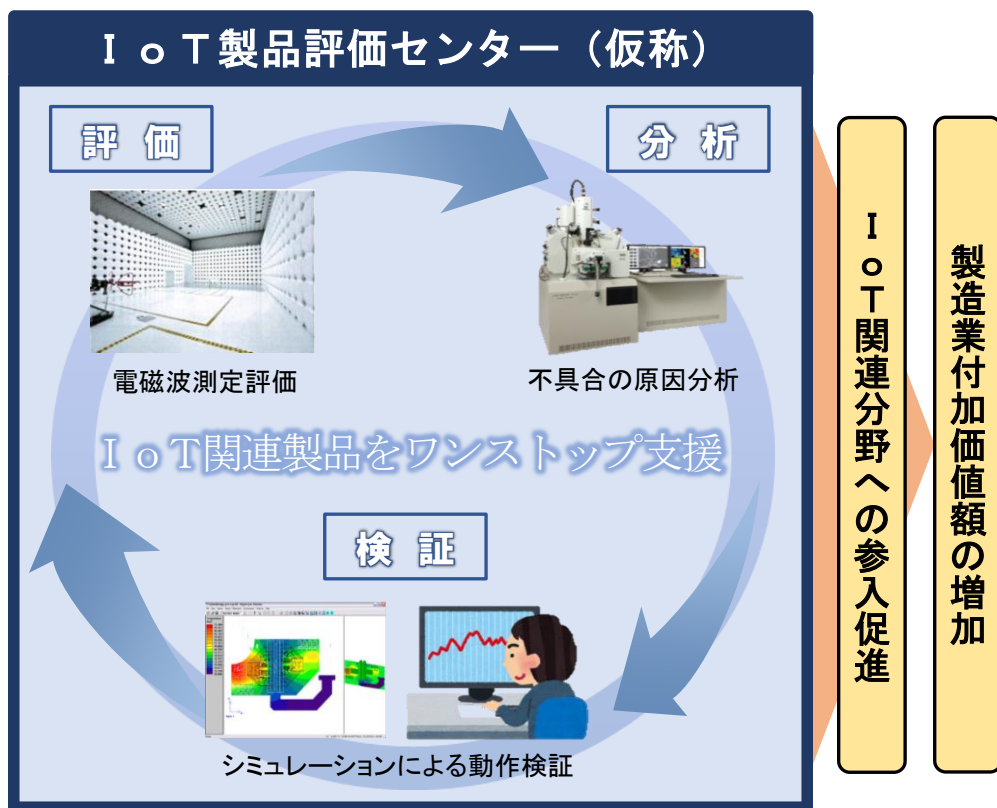 ＩｏＴ製品評価センター（仮称）
評価
分析
電磁波測定評価
不具合の原因分析
ＩｏＴ関連製品をワンストップ支援
検証
シミュレーションによる動作検証
ＩｏＴ関連分野への参入促進
製造業付加価値額の増加